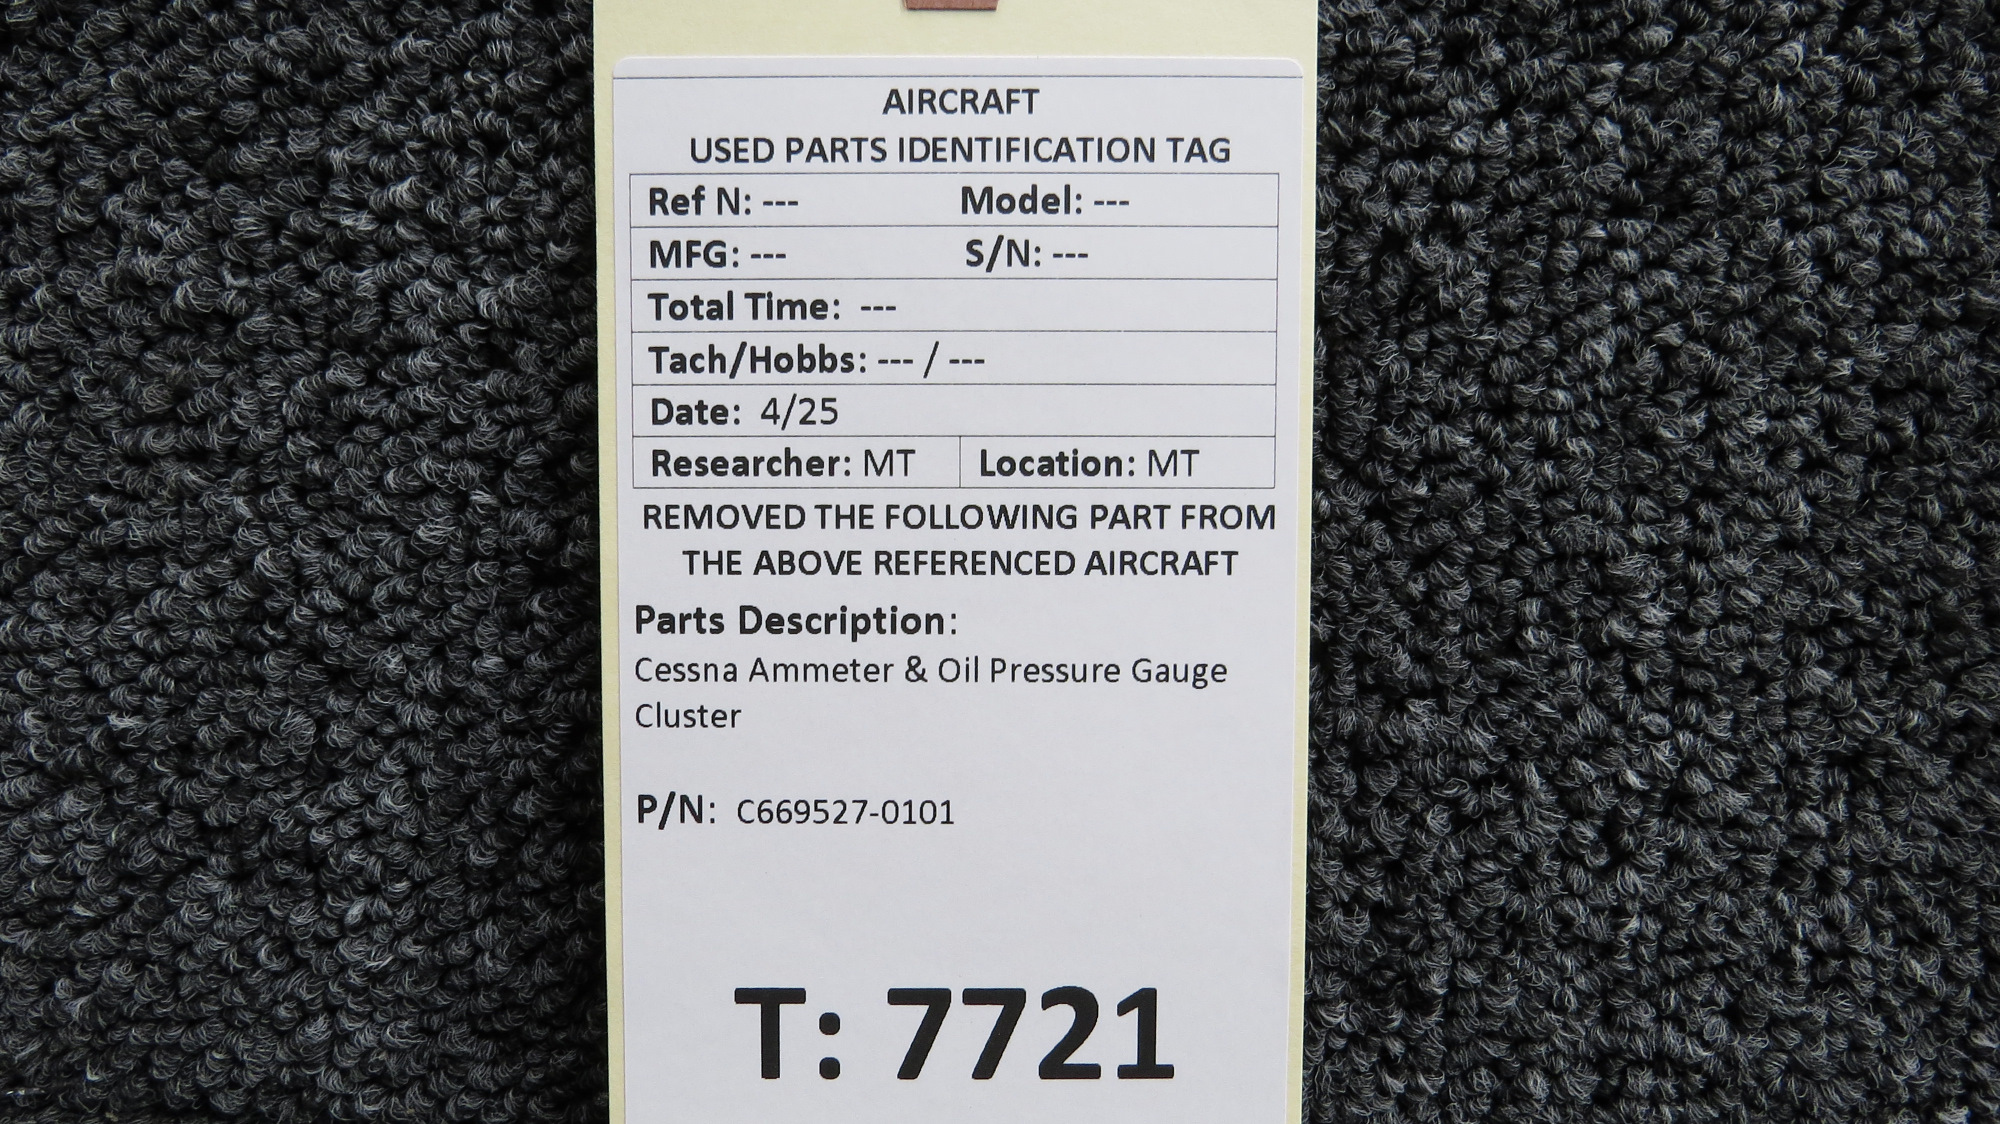 AIRCRAFT
USED PARTS IDENTIFICATION TAG
Ref N: --- Model: ---
MFG: --- S/N: ---
Total Time: ---
Tach/Hobbs: --- / ---
Date: 4/25
Researcher: MT Location: MT
REMOVED THE FOLLOWING PART FROM
THE ABOVE REFERENCED AIRCRAFT
Parts Description:
Cessna Ammeter & Oil Pressure Gauge
Cluster
P/N: C669527-0101
T: 7721